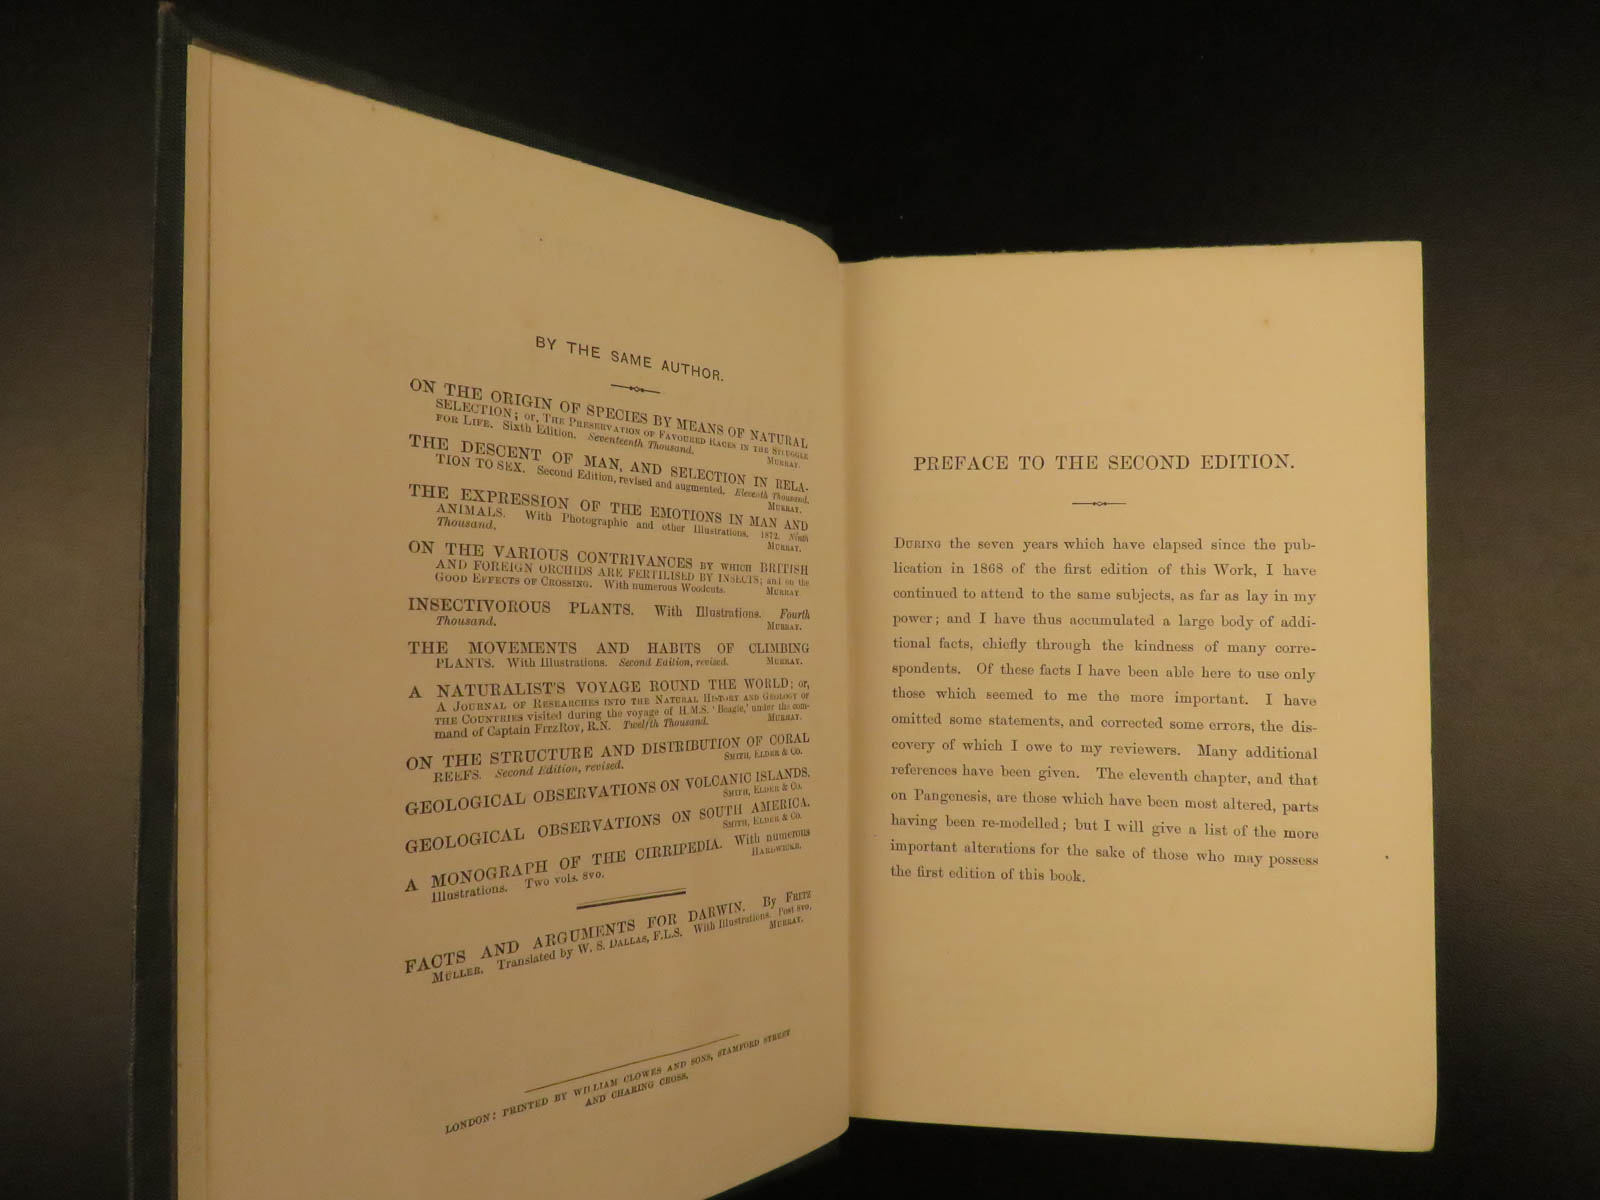 BY THE SAME AUTHOR.
ON THE ORIGIN OF SPECIES BY MEANS OF NATURAL
SELECTION; or, The Preservation of Favoured Races in the Struggle
for Life. Sixth Edition. Seventeenth Thousand. Murray.
THE DESCENT OF MAN, AND SELECTION IN RELA-
TION TO SEX. Second Edition, revised and augmented. Eleventh Thousand.
Murray.
THE EXPRESSION OF THE EMOTIONS IN MAN AND
ANIMALS. With Photographic and other Illustrations. 1872. Ninth
Thousand. Murray.
ON THE VARIOUS CONTRIVANCES BY WHICH BRITISH
AND FOREIGN ORCHIDS ARE FERTILISED BY INSECTS; and on the
Good Effects of Crossing. With numerous Woodcuts. Murray.
INSECTIVOROUS PLANTS. With Illustrations. Fourth
Thousand. Murray.
THE MOVEMENTS AND HABITS OF CLIMBING
PLANTS. With Illustrations. Second Edition, revised. Murray.
A NATURALIST'S VOYAGE ROUND THE WORLD; or,
A Journal of Researches into the Natural History and Geology of
the Countries visited during the voyage of H.M.S. 'Beagle,' under the com-
mand of Captain FitzRoy, R.N. Twelfth Thousand. Murray.
ON THE STRUCTURE AND DISTRIBUTION OF CORAL
REEFS. Second Edition, revised. Smith, Elder & Co.
GEOLOGICAL OBSERVATIONS ON VOLCANIC ISLANDS.
Smith, Elder & Co.
GEOLOGICAL OBSERVATIONS ON SOUTH AMERICA.
Smith, Elder & Co.
A MONOGRAPH OF THE CIRRIPEDIA. With numerous
Illustrations. Two vols. 8vo. Hardwicke.
FACTS AND ARGUMENTS FOR DARWIN. By Fritz
Müller. Translated by W. S. Dallas, F.L.S. With Illustrations. Post 8vo.
Murray.
LONDON: PRINTED BY WILLIAM CLOWES AND SONS, STAMFORD STREET
AND CHARING CROSS.
PREFACE TO THE SECOND EDITION.
During the seven years which have elapsed since the pub-
lication in 1868 of the first edition of this Work, I have
continued to attend to the same subjects, as far as lay in my
power; and I have thus accumulated a large body of addi-
tional facts, chiefly through the kindness of many corre-
spondents. Of these facts I have been able here to use only
those which seemed to me the more important. I have
omitted some statements, and corrected some errors, the dis-
covery of which I owe to my reviewers. Many additional
references have been given. The eleventh chapter, and that
on Pangenesis, are those which have been most altered, parts
having been re-modelled; but I will give a list of the more
important alterations for the sake of those who may possess
the first edition of this book.